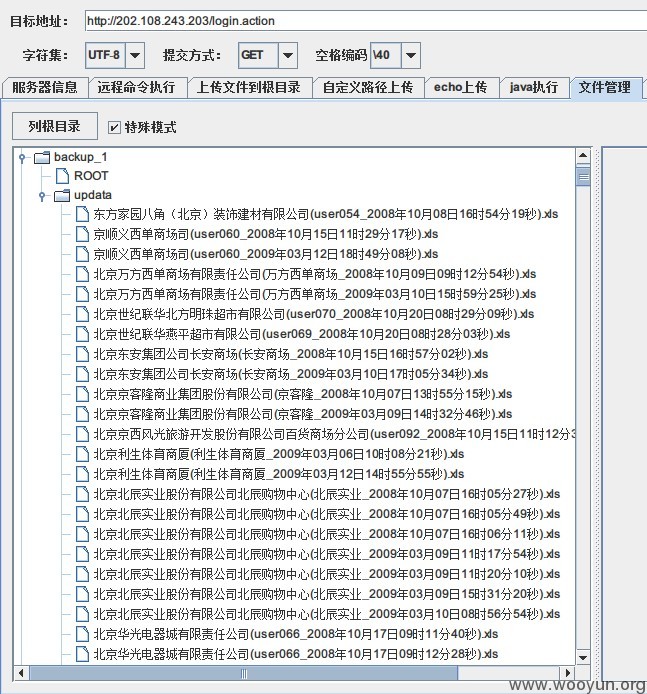 目标地址： http://202.108.243.203/login.action
字符集： UTF-8 提交方式： GET 空格编码 \40
服务器信息 远程命令执行 上传文件到根目录 自定义路径上传 echo上传 java执行 文件管理
列根目录 特殊模式
backup_1
ROOT
updata
东方家园八角（北京）装饰建材有限公司(user054_2008年10月08日16时54分19秒).xls
京顺义西单商场司(user060_2008年10月15日11时29分17秒).xls
京顺义西单商场司(user060_2009年03月12日18时49分08秒).xls
北京万方西单商场有限责任公司(万方西单商场_2008年10月09日09时12分54秒).xls
北京万方西单商场有限责任公司(万方西单商场_2009年03月10日15时59分25秒).xls
北京世纪联华北方明珠超市有限公司(user070_2008年10月20日08时29分09秒).xls
北京世纪联华燕平超市有限公司(user069_2008年10月20日08时28分03秒).xls
北京东安集团公司长安商场(长安商场_2008年10月15日16时57分02秒).xls
北京东安集团公司长安商场(长安商场_2009年03月10日17时05分34秒).xls
北京京客隆商业集团股份有限公司(京客隆_2008年10月07日13时55分15秒).xls
北京京客隆商业集团股份有限公司(京客隆_2009年03月09日14时32分46秒).xls
北京京西风光旅游开发股份有限公司百货商场分公司(user092_2008年10月15日11时12分3
北京利生体育商厦(利生体育商厦_2009年03月06日10时08分21秒).xls
北京利生体育商厦(利生体育商厦_2009年03月12日14时55分55秒).xls
北京北辰实业股份有限公司北辰购物中心(北辰实业_2008年10月07日16时05分27秒).xls
北京北辰实业股份有限公司北辰购物中心(北辰实业_2008年10月07日16时05分49秒).xls
北京北辰实业股份有限公司北辰购物中心(北辰实业_2008年10月07日16时06分11秒).xls
北京北辰实业股份有限公司北辰购物中心(北辰实业_2009年03月09日11时17分54秒).xls
北京北辰实业股份有限公司北辰购物中心(北辰实业_2009年03月09日11时20分10秒).xls
北京北辰实业股份有限公司北辰购物中心(北辰实业_2009年03月09日15时31分20秒).xls
北京北辰实业股份有限公司北辰购物中心(北辰实业_2009年03月10日08时56分54秒).xls
北京华光电器城有限责任公司(user066_2008年10月17日09时11分40秒).xls
北京华光电器城有限责任公司(user066_2008年10月17日09时12分28秒).xls
www.wooyun.org